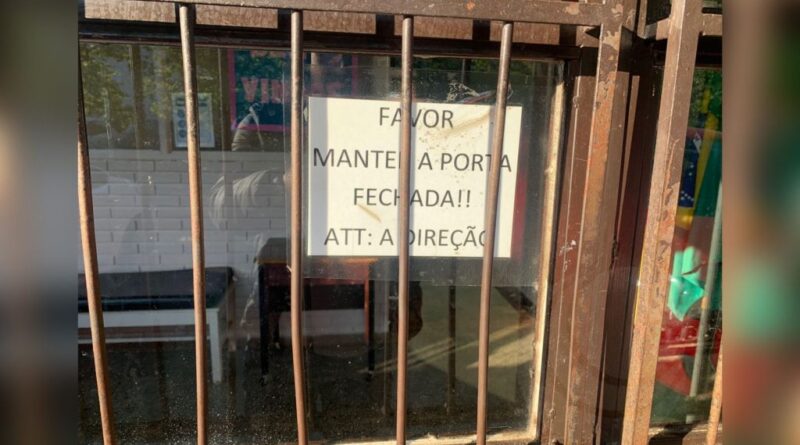 FAVOR
MANTER A PORTA
FECHADA!!
ATT: A DIREÇÃO